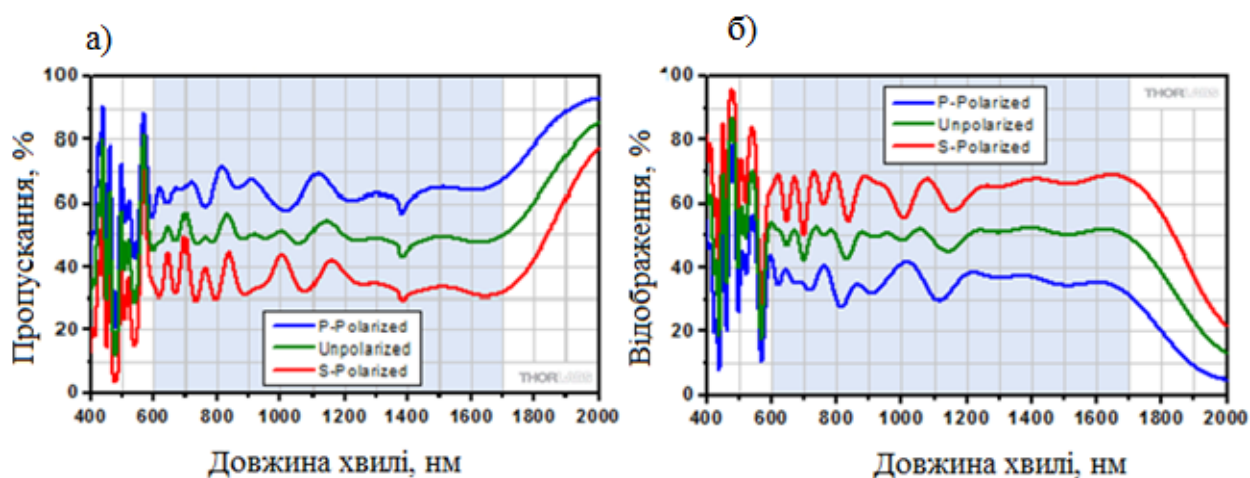 а)
Пропускання, %
100
80
60
40
20
0
P-Polarized
Unpolarized
S-Polarized
THORLABS
400 600 800 1000 1200 1400 1600 1800 2000
Довжина хвилі, нм
б)
Відображення, %
100
80
60
40
20
0
THORLABS
P-Polarized
Unpolarized
S-Polarized
400 600 800 1000 1200 1400 1600 1800 2000
Довжина хвилі, нм